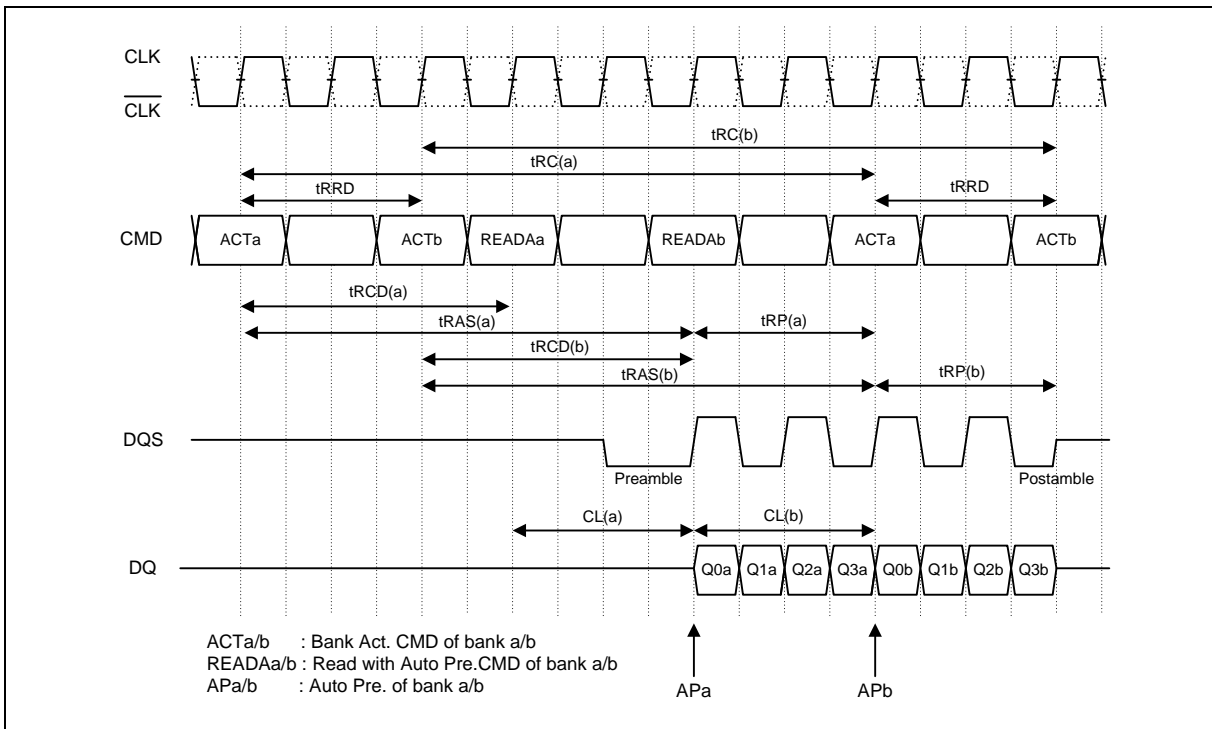 CLK
CLK
tRC(b)
tRC(a)
tRRD tRRD
CMD ACTa ACTb READAa READAb ACTa ACTb
tRCD(a)
tRAS(a) tRP(a)
tRCD(b)
tRAS(b) tRP(b)
DQS
Preamble Postamble
CL(a) CL(b)
DQ Q0a Q1a Q2a Q3a Q0b Q1b Q2b Q3b
ACTa/b : Bank Act. CMD of bank a/b
READAa/b : Read with Auto Pre.CMD of bank a/b
APa/b : Auto Pre. of bank a/b
APa APb